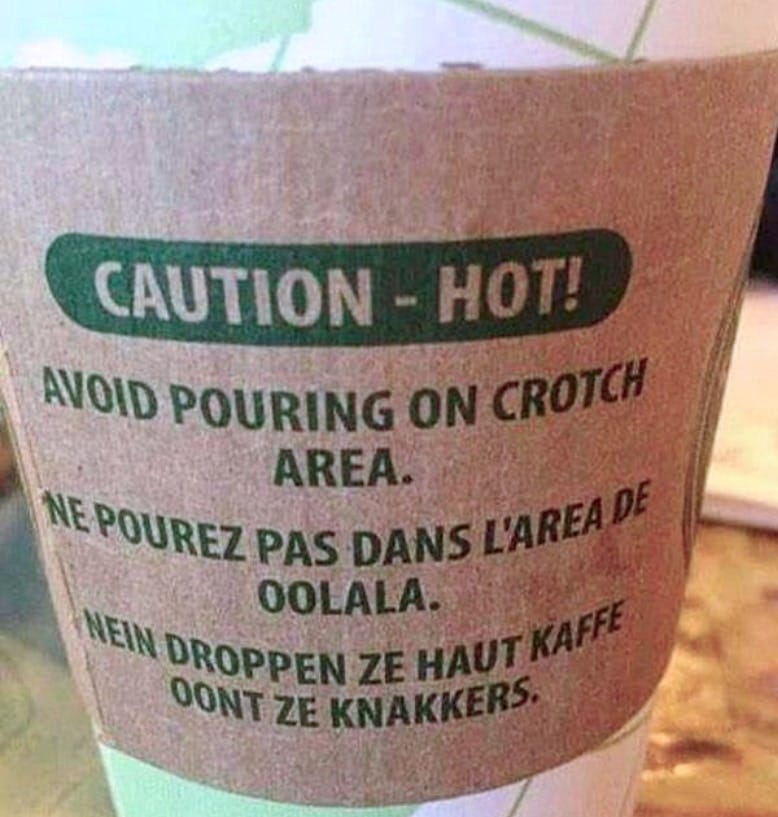 CAUTION - HOT!
AVOID POURING ON CROTCH
AREA.
NE POUREZ PAS DANS L'AREA DE
OOLALA.
NEIN DROPPEN ZE HAUT KAFFE
OONT ZE KNAKKERS.